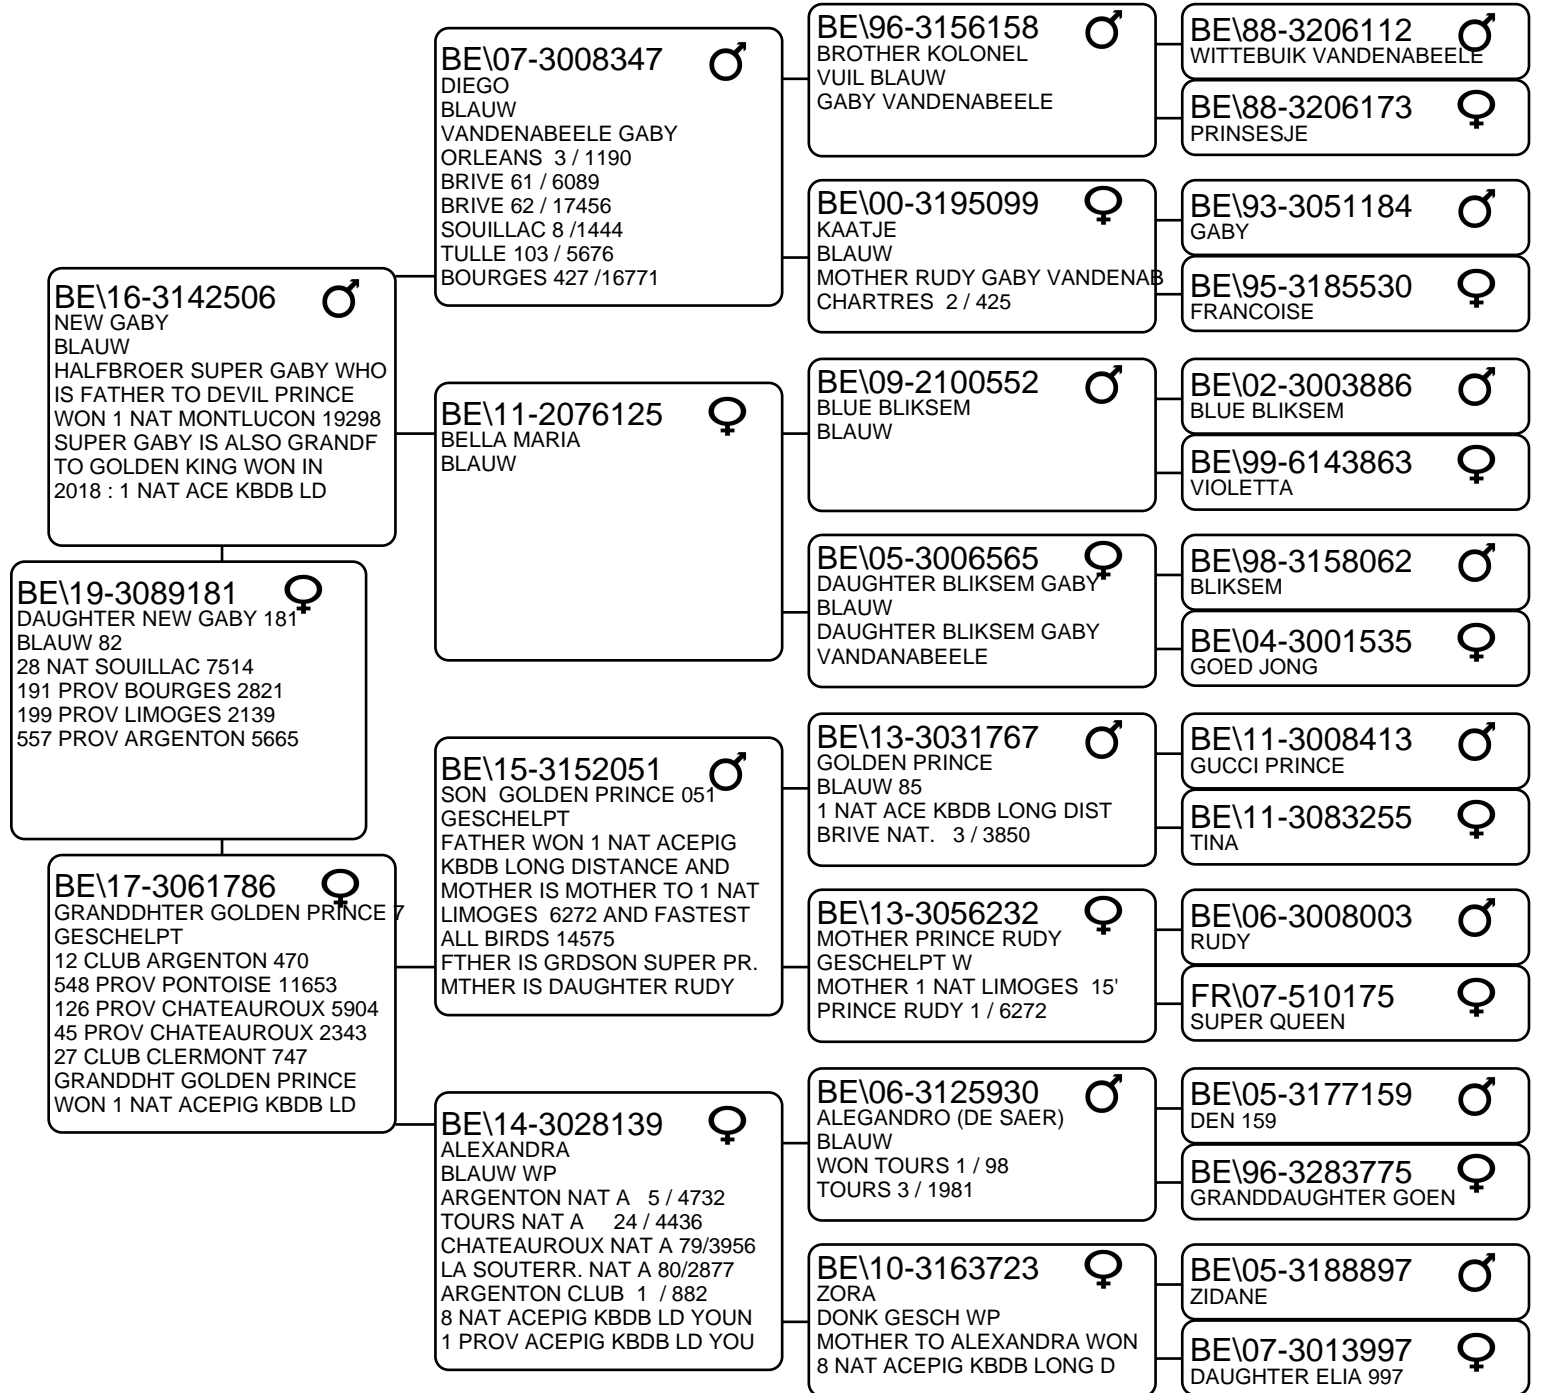 BE\19-3089181
DAUGHTER NEW GABY 181
BLAUW 82
28 NAT SOUILLAC 7514
191 PROV BOURGES 2821
199 PROV LIMOGES 2139
557 PROV ARGENTON 5665
BE\16-3142506
NEW GABY
BLAUW
HALFBROER SUPER GABY WHO
IS FATHER TO DEVIL PRINCE
WON 1 NAT MONTLUCON 19298
SUPER GABY IS ALSO GRANDF
TO GOLDEN KING WON IN
2018 : 1 NAT ACE KBDB LD
BE\17-3061786
GRANDDHTER GOLDEN PRINCE 7
GESCHELPT
12 CLUB ARGENTON 470
548 PROV PONTOISE 11653
126 PROV CHATEAUROUX 5904
45 PROV CHATEAUROUX 2343
27 CLUB CLERMONT 747
GRANDDHT GOLDEN PRINCE
WON 1 NAT ACEPIG KBDB LD
BE\07-3008347
DIEGO
BLAUW
VANDENABEELE GABY
ORLEANS 3 / 1190
BRIVE 61 / 6089
BRIVE 62 / 17456
SOUILLAC 8 /1444
TULLE 103 / 5676
BOURGES 427 /16771
BE\11-2076125
BELLA MARIA
BLAUW
BE\15-3152051
SON GOLDEN PRINCE 051
GESCHELPT
FATHER WON 1 NAT ACEPIG
KBDB LONG DISTANCE AND
MOTHER IS MOTHER TO 1 NAT
LIMOGES 6272 AND FASTEST
ALL BIRDS 14575
FTHER IS GRDSON SUPER PR.
MTHER IS DAUGHTER RUDY
BE\14-3028139
ALEXANDRA
BLAUW WP
ARGENTON NAT A 5 / 4732
TOURS NAT A 24 / 4436
CHATEAUROUX NAT A 79/3956
LA SOUTERR. NAT A 80/2877
ARGENTON CLUB 1 / 882
8 NAT ACEPIG KBDB LD YOUN
1 PROV ACEPIG KBDB LD YOU
BE\96-3156158
BROTHER KOLONEL
VUIL BLAUW
GABY VANDENABEELE
BE\00-3195099
KAATJE
BLAUW
MOTHER RUDY GABY VANDENAB
CHARTRES 2 / 425
BE\09-2100552
BLUE BLIKSEM
BLAUW
BE\05-3006565
DAUGHTER BLIKSEM GABY
BLAUW
DAUGHTER BLIKSEM GABY
VANDANABEELE
BE\13-3031767
GOLDEN PRINCE
BLAUW 85
1 NAT ACE KBDB LONG DIST
BRIVE NAT. 3 / 3850
BE\13-3056232
MOTHER PRINCE RUDY
GESCHELPT W
MOTHER 1 NAT LIMOGES 15'
PRINCE RUDY 1 / 6272
BE\06-3125930
ALEGANDRO (DE SAER)
BLAUW
WON TOURS 1 / 98
TOURS 3 / 1981
BE\10-3163723
ZORA
DONK GESCH WP
MOTHER TO ALEXANDRA WON
8 NAT ACEPIG KBDB LONG D
BE\88-3206112
WITTEBUIK VANDENABEELE
BE\88-3206173
PRINSESJE
BE\93-3051184
GABY
BE\95-3185530
FRANCOISE
BE\02-3003886
BLUE BLIKSEM
BE\99-6143863
VIOLETTA
BE\98-3158062
BLIKSEM
BE\04-3001535
GOED JONG
BE\11-3008413
GUCCI PRINCE
BE\11-3083255
TINA
BE\06-3008003
RUDY
FR\07-510175
SUPER QUEEN
BE\05-3177159
DEN 159
BE\96-3283775
GRANDDAUGHTER GOEN
BE\05-3188897
ZIDANE
BE\07-3013997
DAUGHTER ELIA 997